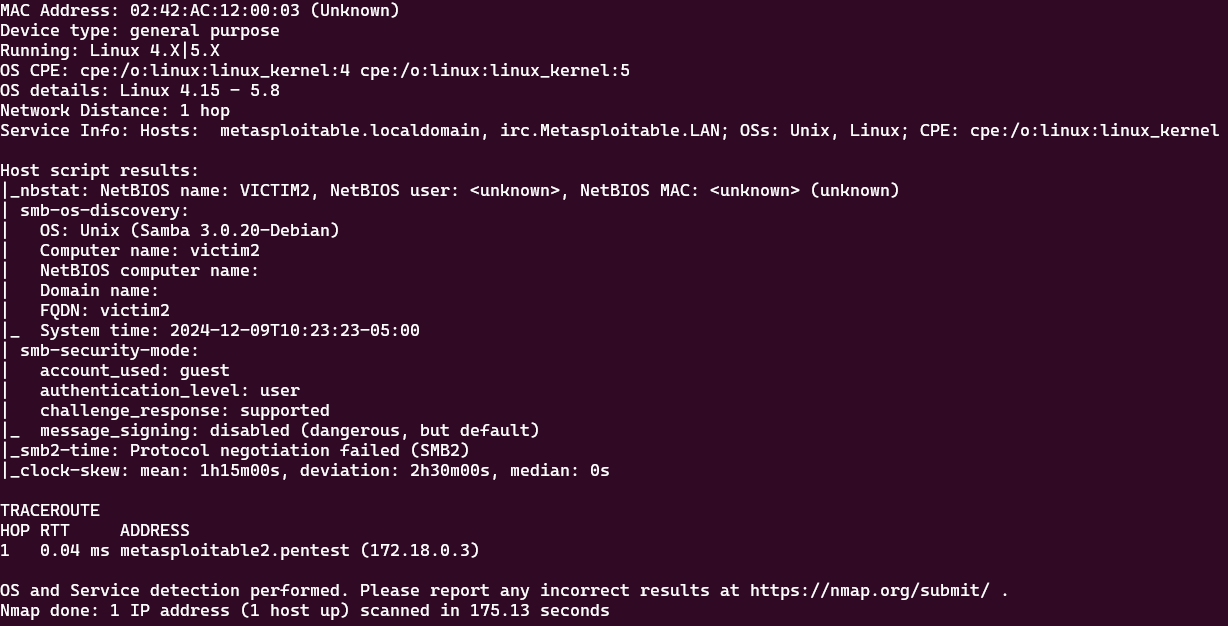 MAC Address: 02:42:AC:12:00:03 (Unknown)
Device type: general purpose
Running: Linux 4.X|5.X
OS CPE: cpe:/o:linux:linux_kernel:4 cpe:/o:linux:linux_kernel:5
OS details: Linux 4.15 - 5.8
Network Distance: 1 hop
Service Info: Hosts:  metasploitable.localdomain, irc.Metasploitable.LAN; OSs: Unix, Linux; CPE: cpe:/o:linux:linux_kernel

Host script results:
|_nbstat: NetBIOS name: VICTIM2, NetBIOS user: <unknown>, NetBIOS MAC: <unknown> (unknown)
| smb-os-discovery:
|   OS: Unix (Samba 3.0.20-Debian)
|   Computer name: victim2
|   NetBIOS computer name:
|   Domain name:
|   FQDN: victim2
|_  System time: 2024-12-09T10:23:23-05:00
| smb-security-mode:
|   account_used: guest
|   authentication_level: user
|   challenge_response: supported
|_  message_signing: disabled (dangerous, but default)
|_smb2-time: Protocol negotiation failed (SMB2)
|_clock-skew: mean: 1h15m00s, deviation: 2h30m00s, median: 0s

TRACEROUTE
HOP RTT     ADDRESS
1   0.04 ms metasploitable2.pentest (172.18.0.3)

OS and Service detection performed. Please report any incorrect results at https://nmap.org/submit/ .
Nmap done: 1 IP address (1 host up) scanned in 175.13 seconds